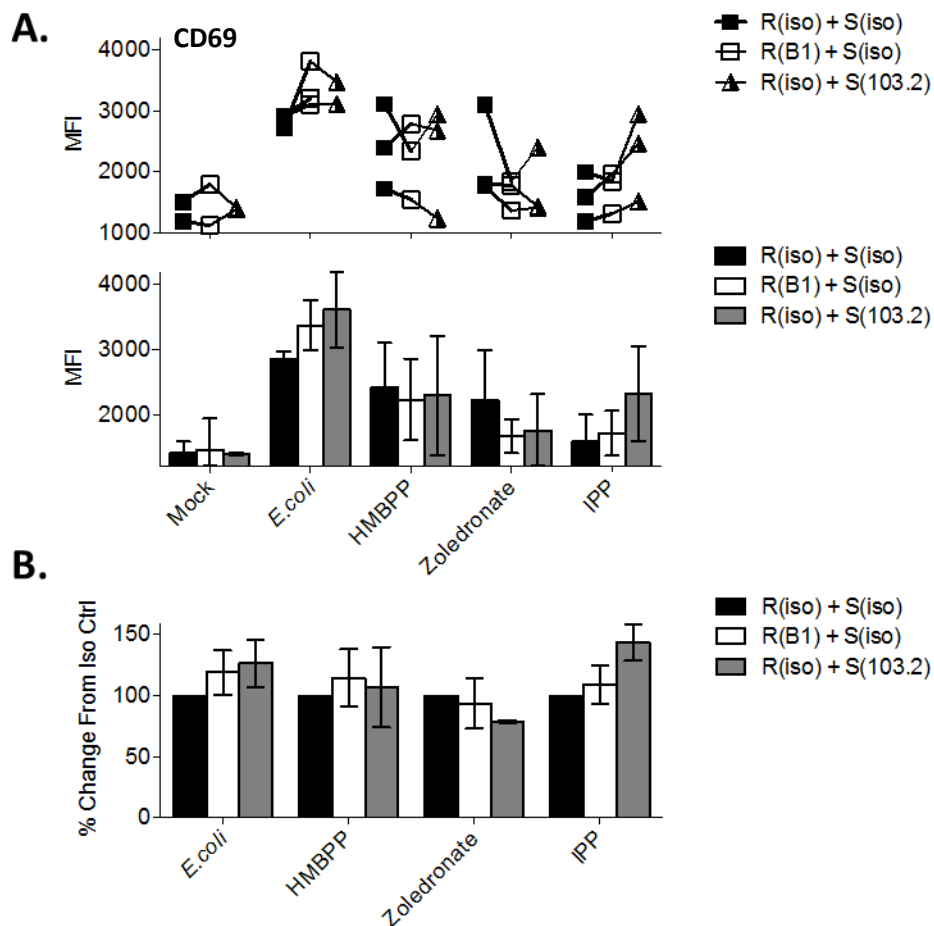 A.
CD69
R(iso) + S(iso)
R(B1) + S(iso)
R(iso) + S(103.2)
MFI
4000
3000
2000
1000
R(iso) + S(iso)
R(B1) + S(iso)
R(iso) + S(103.2)
MFI
4000
3000
2000
Mock
E.coli
HMBPP
Zoledronate
IPP
B.
R(iso) + S(iso)
R(B1) + S(iso)
R(iso) + S(103.2)
% Change From Iso Ctrl
150
100
50
0
E.coli
HMBPP
Zoledronate
IPP